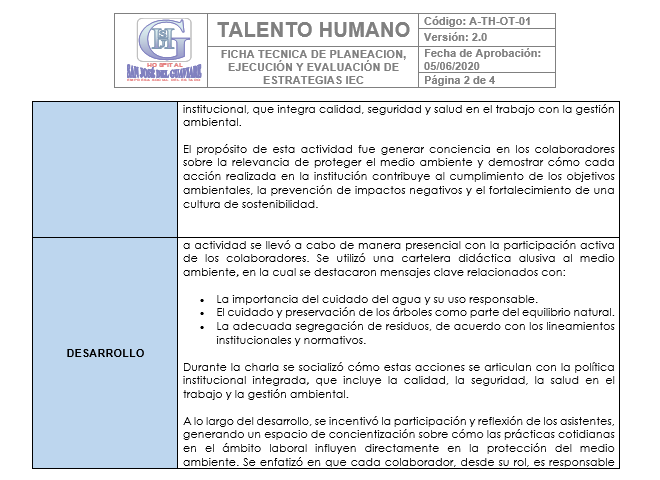 HOSPITAL
SAN JOSÉ DEL GUAVIARE
TALENTO HUMANO
FICHA TECNICA DE PLANEACION,
EJECUCIÓN Y EVALUACIÓN DE
ESTRATEGIAS IEC
Código: A-TH-OT-01
Versión: 2.0
Fecha de Aprobación:
05/06/2020
Página 2 de 4
institucional, que integra calidad, seguridad y salud en el trabajo con la gestión
ambiental.
El propósito de esta actividad fue generar conciencia en los colaboradores
sobre la relevancia de proteger el medio ambiente y demostrar cómo cada
acción realizada en la institución contribuye al cumplimiento de los objetivos
ambientales, la prevención de impactos negativos y el fortalecimiento de una
cultura de sostenibilidad.
DESARROLLO
a actividad se llevó a cabo de manera presencial con la participación activa
de los colaboradores. Se utilizó una cartelera didáctica alusiva al medio
ambiente, en la cual se destacaron mensajes clave relacionados con:
• La importancia del cuidado del agua y su uso responsable.
• El cuidado y preservación de los árboles como parte del equilibrio natural.
• La adecuada segregación de residuos, de acuerdo con los lineamientos
institucionales y normativos.
Durante la charla se socializó cómo estas acciones se articulan con la política
institucional integrada, que incluye la calidad, la seguridad, la salud en el
trabajo y la gestión ambiental.
A lo largo del desarrollo, se incentivó la participación y reflexión de los asistentes,
generando un espacio de concientización sobre cómo las prácticas cotidianas
en el ámbito laboral influyen directamente en la protección del medio
ambiente. Se enfatizó en que cada colaborador, desde su rol, es responsable